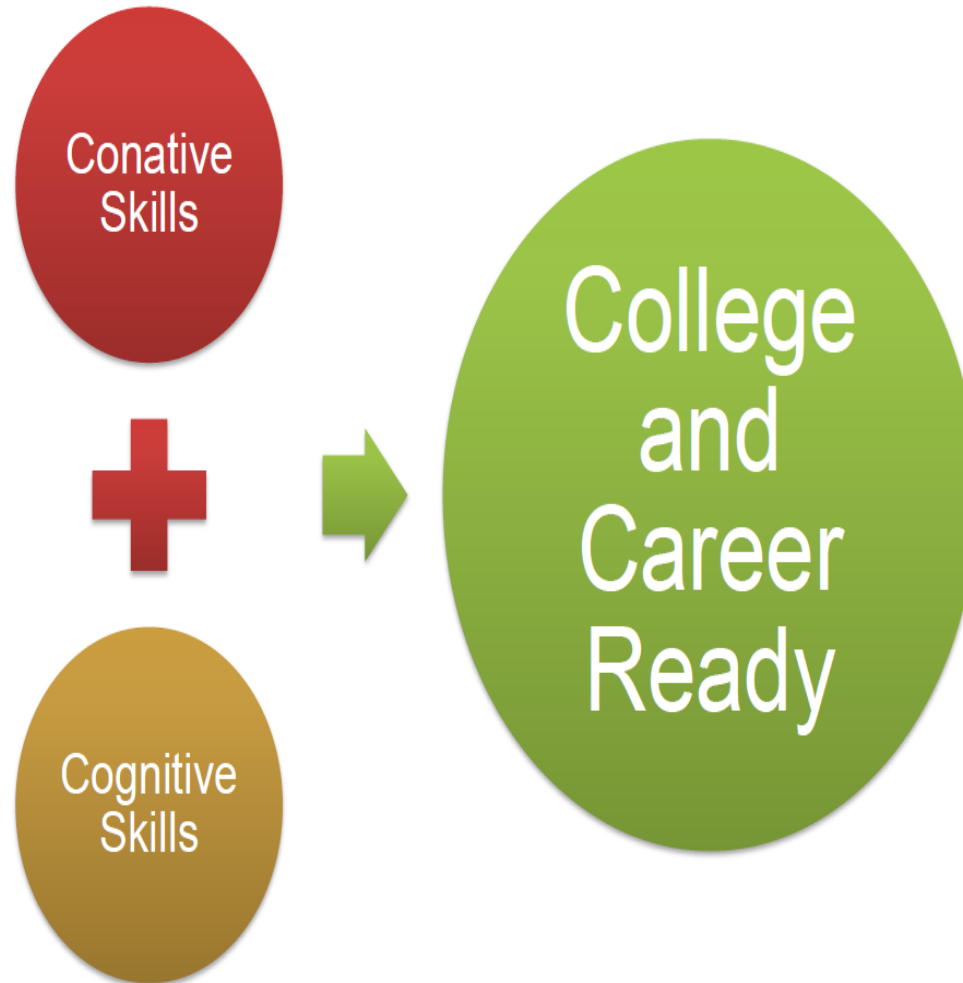 Conative
Skills
Cognitive
Skills
College
and
Career
Ready